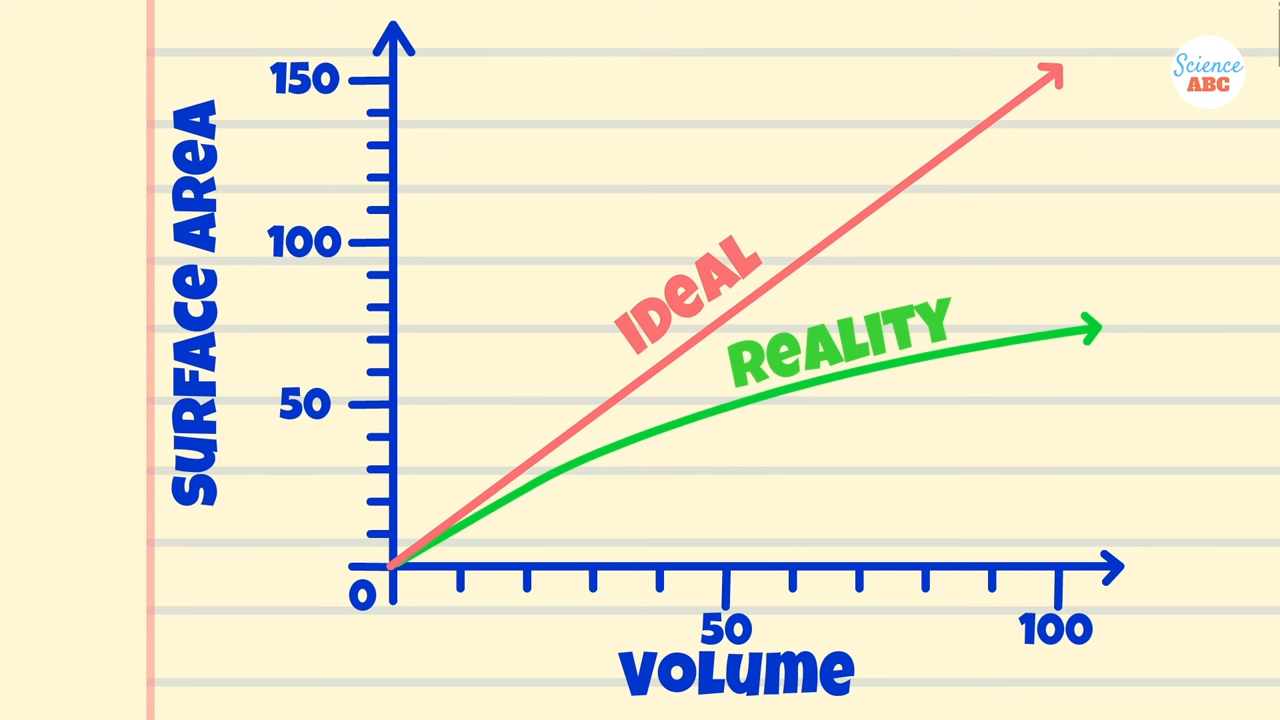 Science
ABC
150
100
50
0
SURFACE AREA
IDEAL
REALITY
50
100
VOLUME